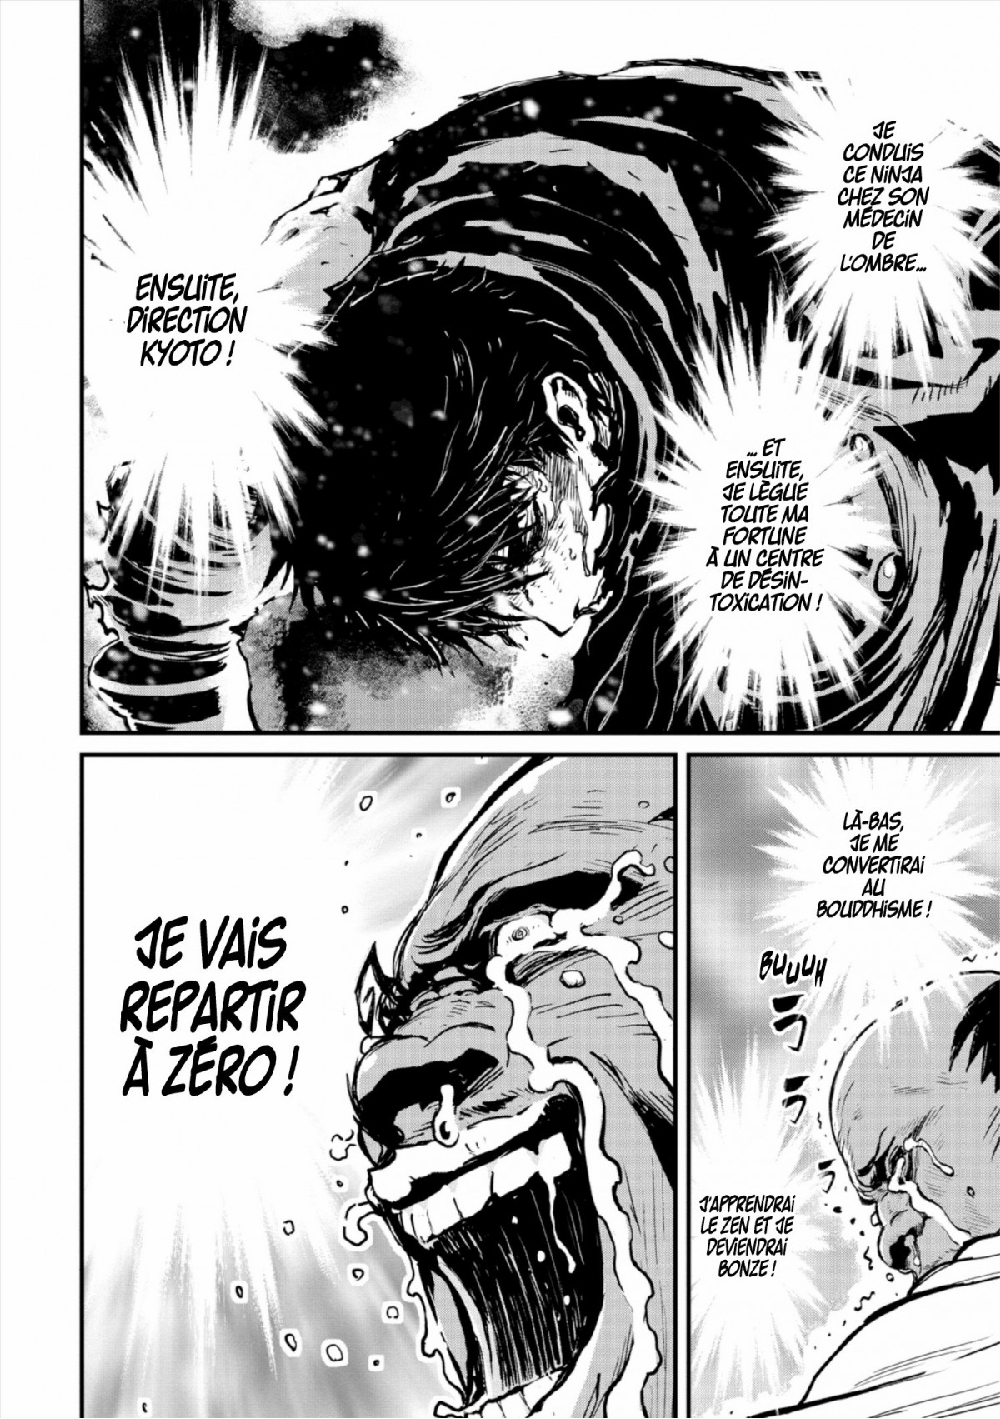 JE
CONDUIS
CE NINJA
CHEZ SON
MÉDECIN
DE
L'OMBRE...
... ET
ENSUITE,
JE LÈGUE
TOUTE MA
FORTUNE
À UN CENTRE
DE DÉSIN-
TOXICATION !
ENSUITE,
DIRECTION
KYOTO !
LÀ-BAS,
JE ME
CONVERTIRAI
AU
BOUDDHISME !
BUUUH
うう
J'APPRENDRAI
LE ZEN ET JE
DEVIENDRAI
BONZE !
JE VAIS
REPARTIR
À ZÉRO !